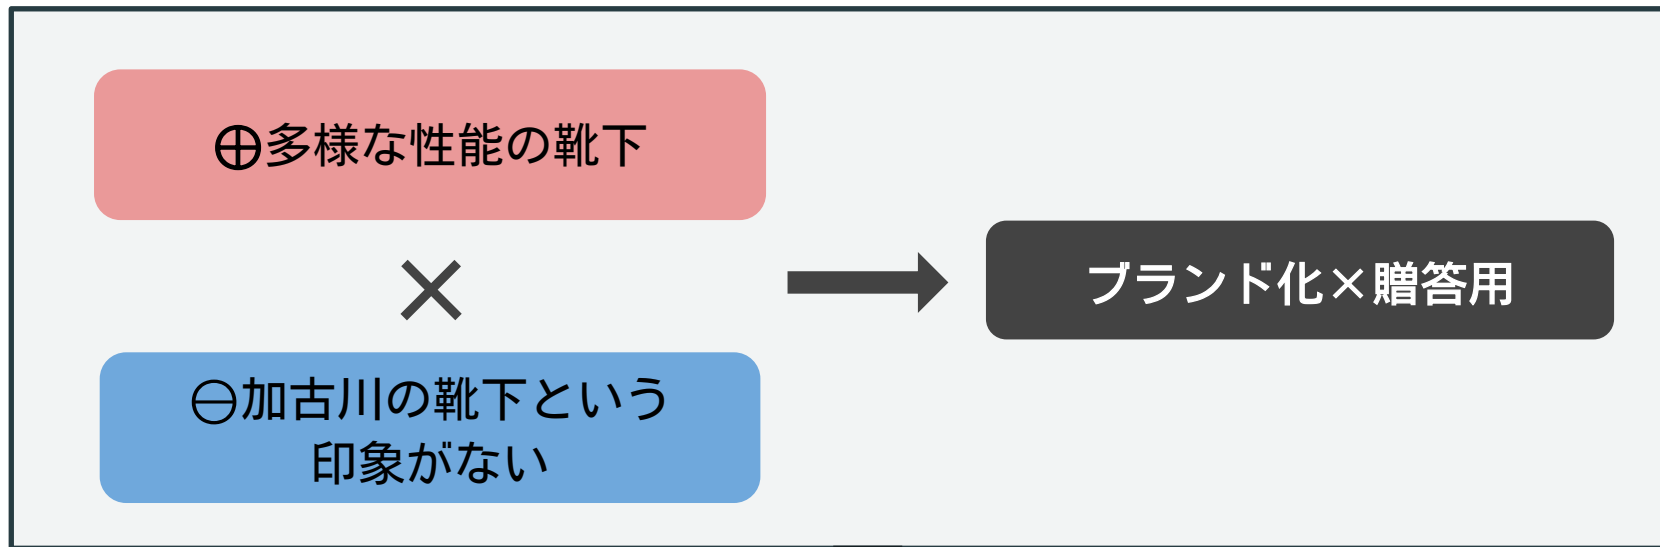 ⊕多様な性能の靴下
×
⊖加古川の靴下という
印象がない
ブランド化×贈答用